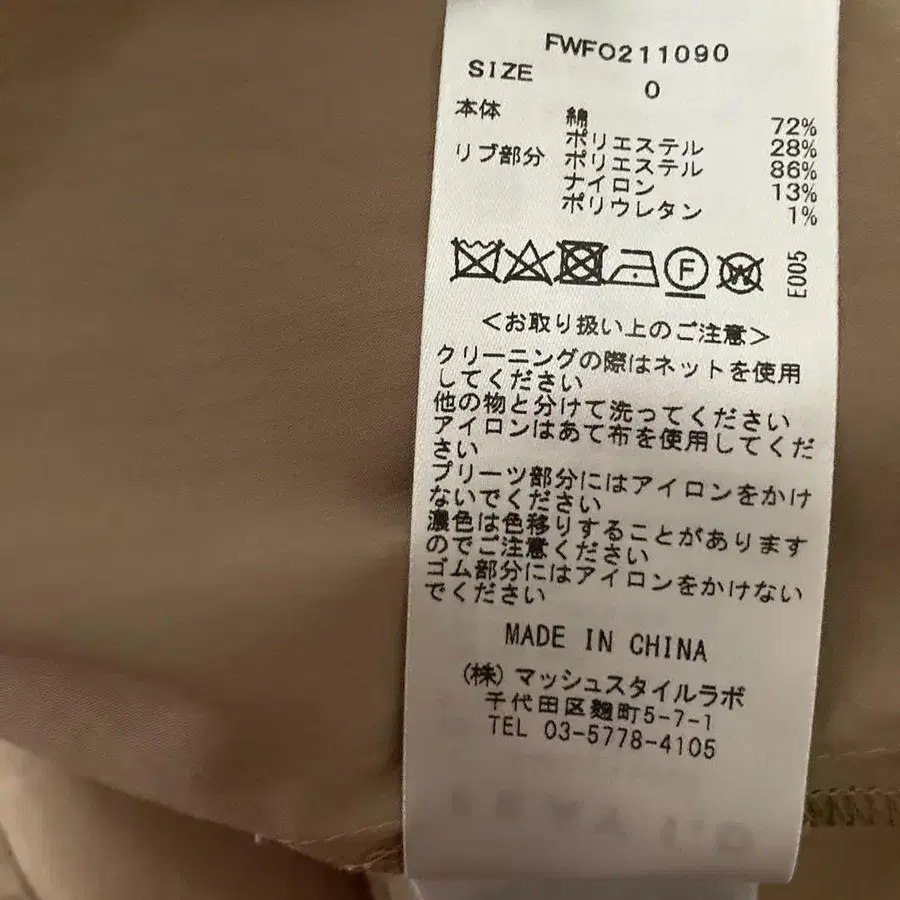 FWFO211090
SIZE 0
本体 綿 72%
ポリエステル 28%
リブ部分 ポリエステル 86%
ナイロン 13%
ポリウレタン 1%
F W E005
<お取り扱い上のご注意>
クリーニングの際はネットを使用
してください
他の物と分けて洗ってください
アイロンはあて布を使用してくだ
さい
プリーツ部分にはアイロンをかけ
ないでください
濃色は色移りすることがあります
のでご注意ください
ゴム部分にはアイロンをかけない
でください
MADE IN CHINA
(株)マッシュスタイルラボ
千代田区麹町5-7-1
TEL 03-5778-4105